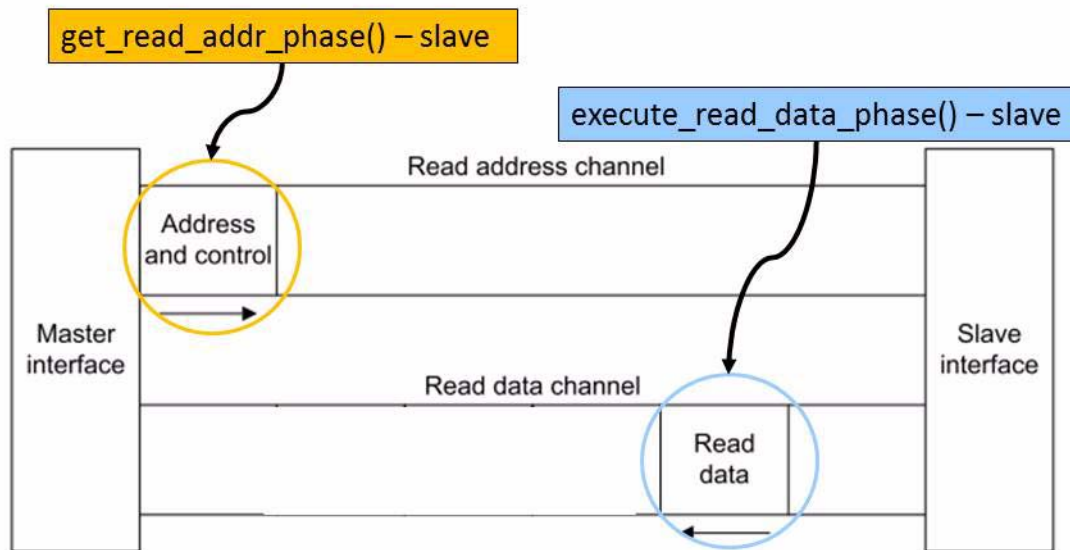 get_read_addr_phase() – slave
execute_read_data_phase() – slave
Read address channel
Address
and control
Master
interface
Slave
interface
Read data channel
Read
data